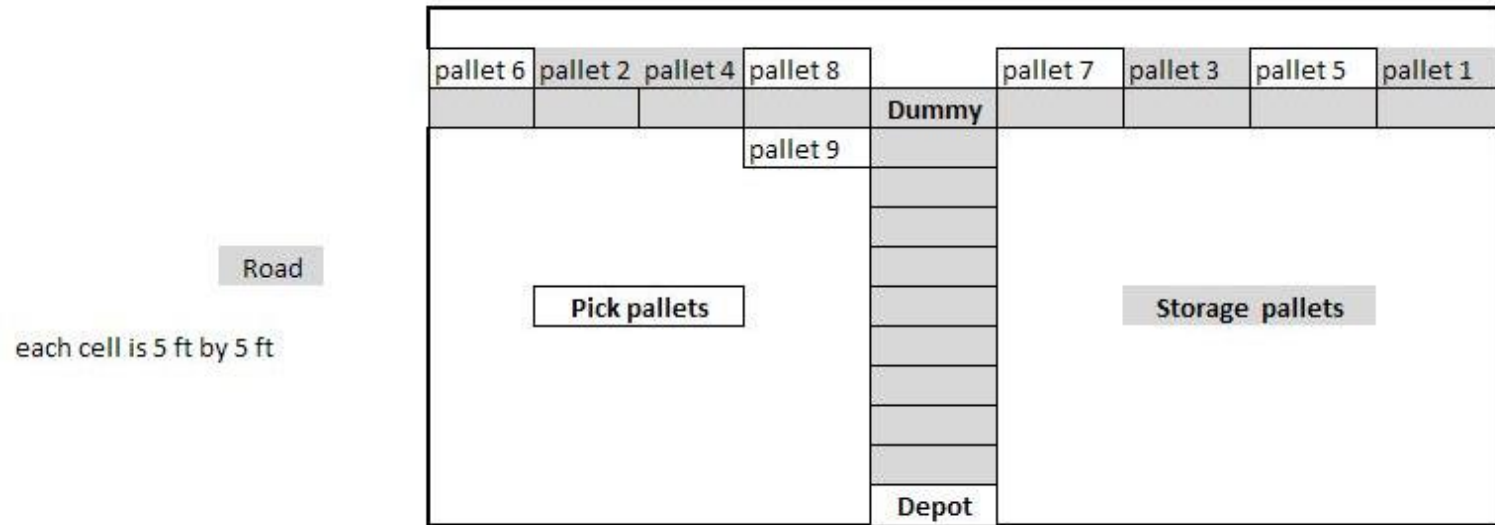 pallet 6 pallet 2 pallet 4 pallet 8 pallet 7 pallet 3 pallet 5 pallet 1
Dummy
pallet 9
Road
Pick pallets Storage pallets
each cell is 5 ft by 5 ft
Depot